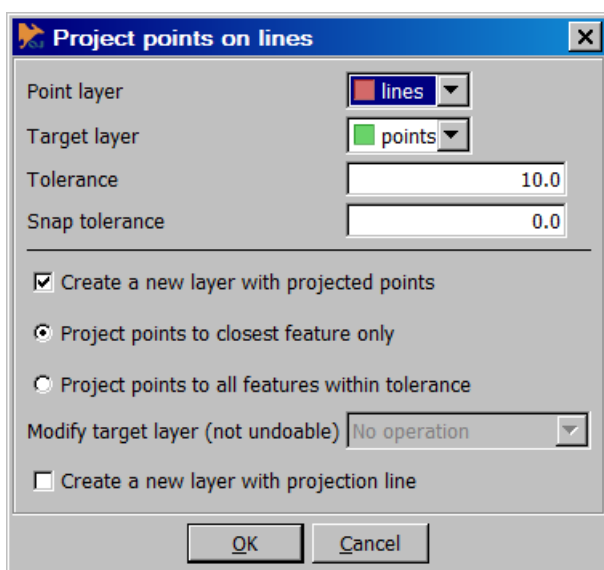 Project points on lines
Point layer lines
Target layer points
Tolerance 10.0
Snap tolerance 0.0
Create a new layer with projected points
Project points to closest feature only
Project points to all features within tolerance
Modify target layer (not undoable) No operation
Create a new layer with projection line
OK Cancel